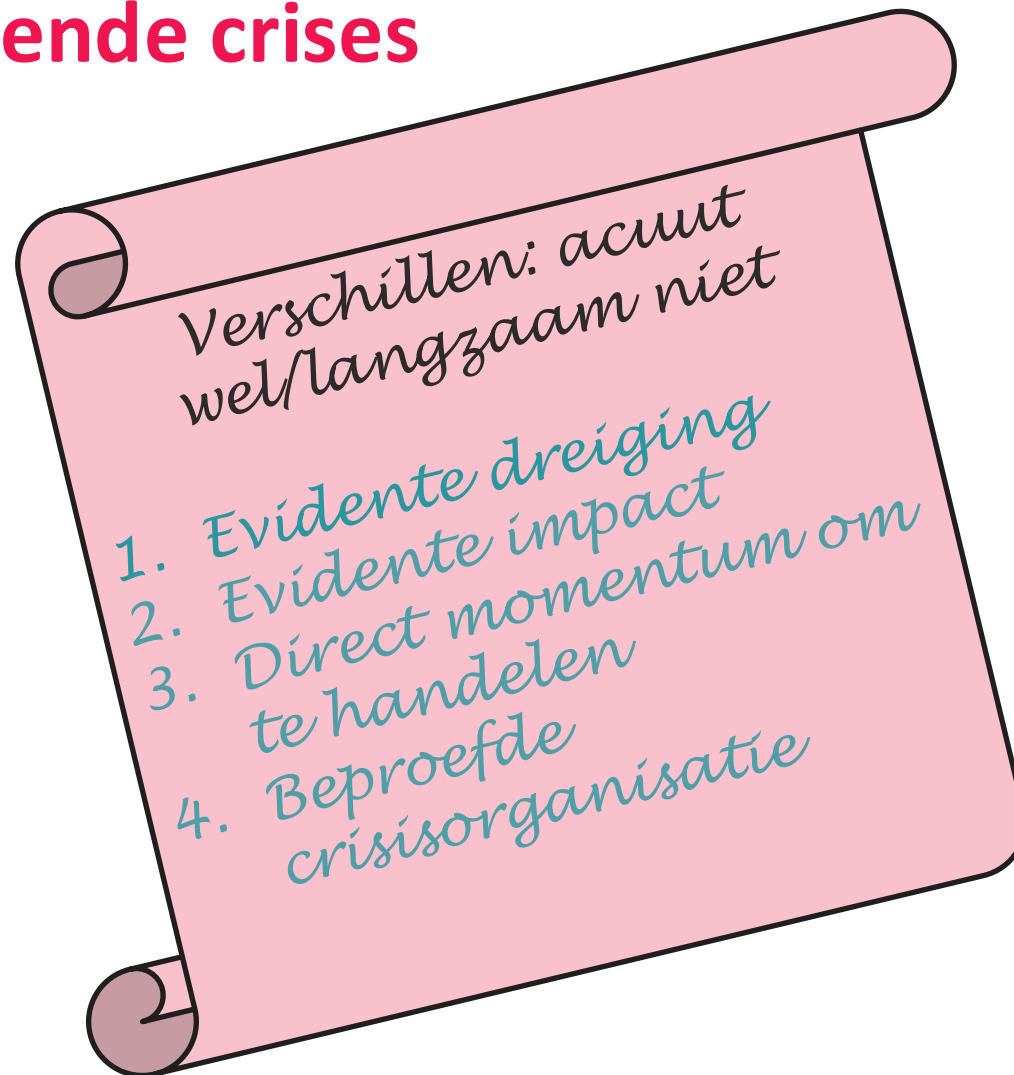 ende crises
Verschillen: acuut
wel/langzaam niet
1. Evidente dreiging
2. Evidente impact
3. Direct momentum om
te handelen
4. Beproefde
crisisorganisatie